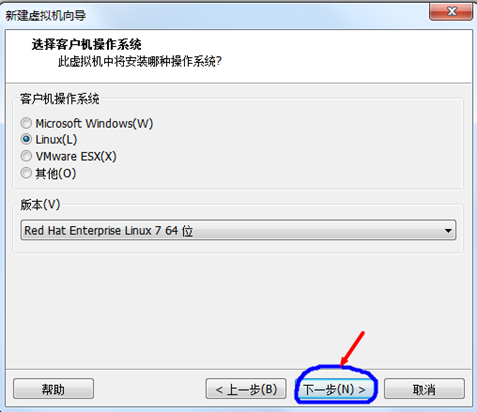 新建虚拟机向导
选择客户机操作系统
此虚拟机中将安装哪种操作系统?
客户机操作系统
Microsoft Windows(W)
Linux(L)
VMware ESX(X)
其他(O)
版本(V)
Red Hat Enterprise Linux 7 64 位
帮助 < 上一步(B) 下一步(N) > 取消